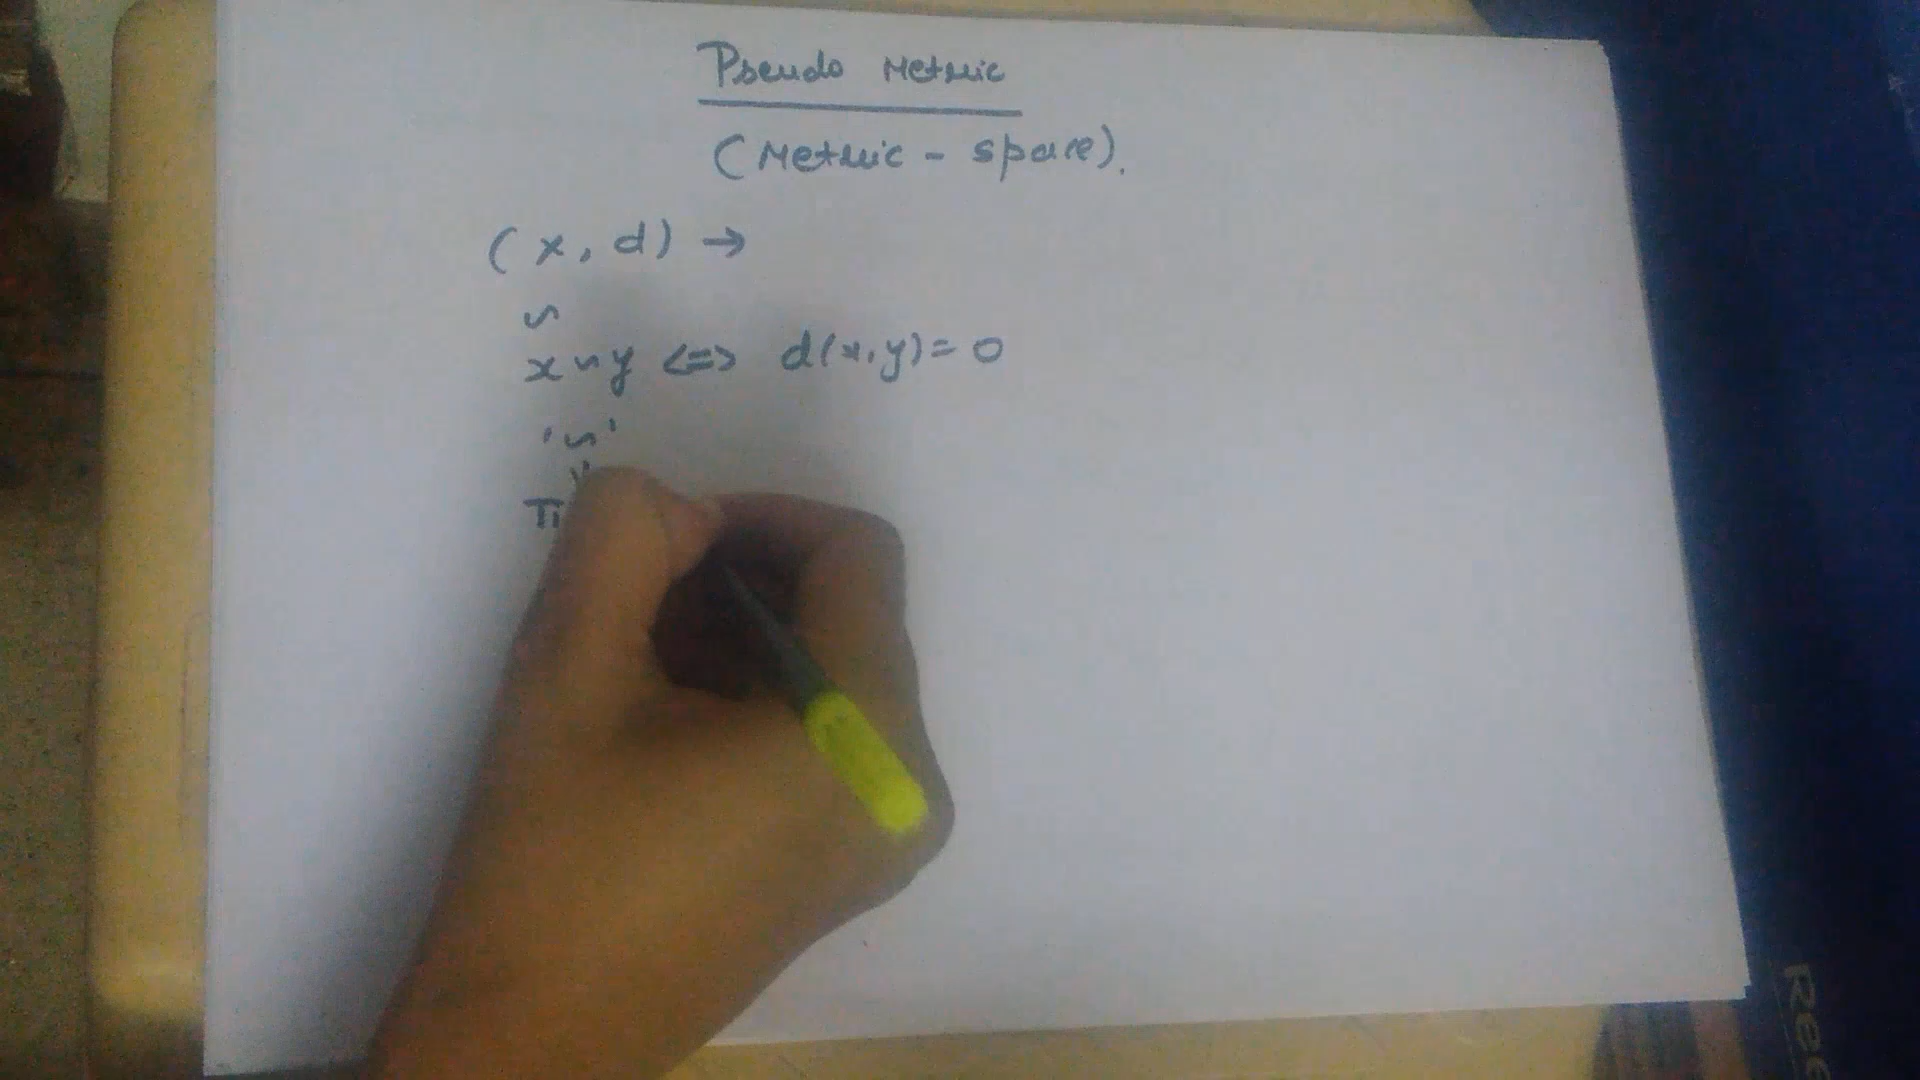 Pseudo Metric
(Metric - space).
(x, d) →
~
x ~ y <=> d(x,y) = 0
'~'